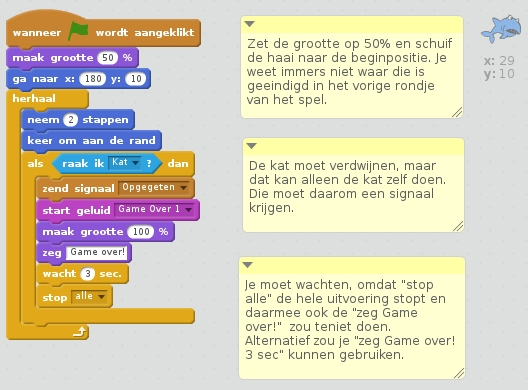 wanneer wordt aangeklikt
maak grootte 50 %
ga naar x: 180 y: 10
herhaal
neem 2 stappen
keer om aan de rand
als raak ik Kat ? dan
zend signaal Opgegeten
start geluid Game Over 1
maak grootte 100 %
zeg Game over!
wacht 3 sec.
stop alle
Zet de grootte op 50% en schuif
de haai naar de beginpositie. Je
weet immers niet waar die is
geeindigd in het vorige rondje
van het spel.
De kat moet verdwijnen, maar
dat kan alleen de kat zelf doen.
Die moet daarom een signaal
krijgen.
Je moet wachten, omdat "stop
alle" de hele uitvoering stopt en
daarmee ook de "zeg Game
over!" zou teniet doen.
Alternatief zou je "zeg Game over!
3 sec" kunnen gebruiken.
x: 29
y: 10